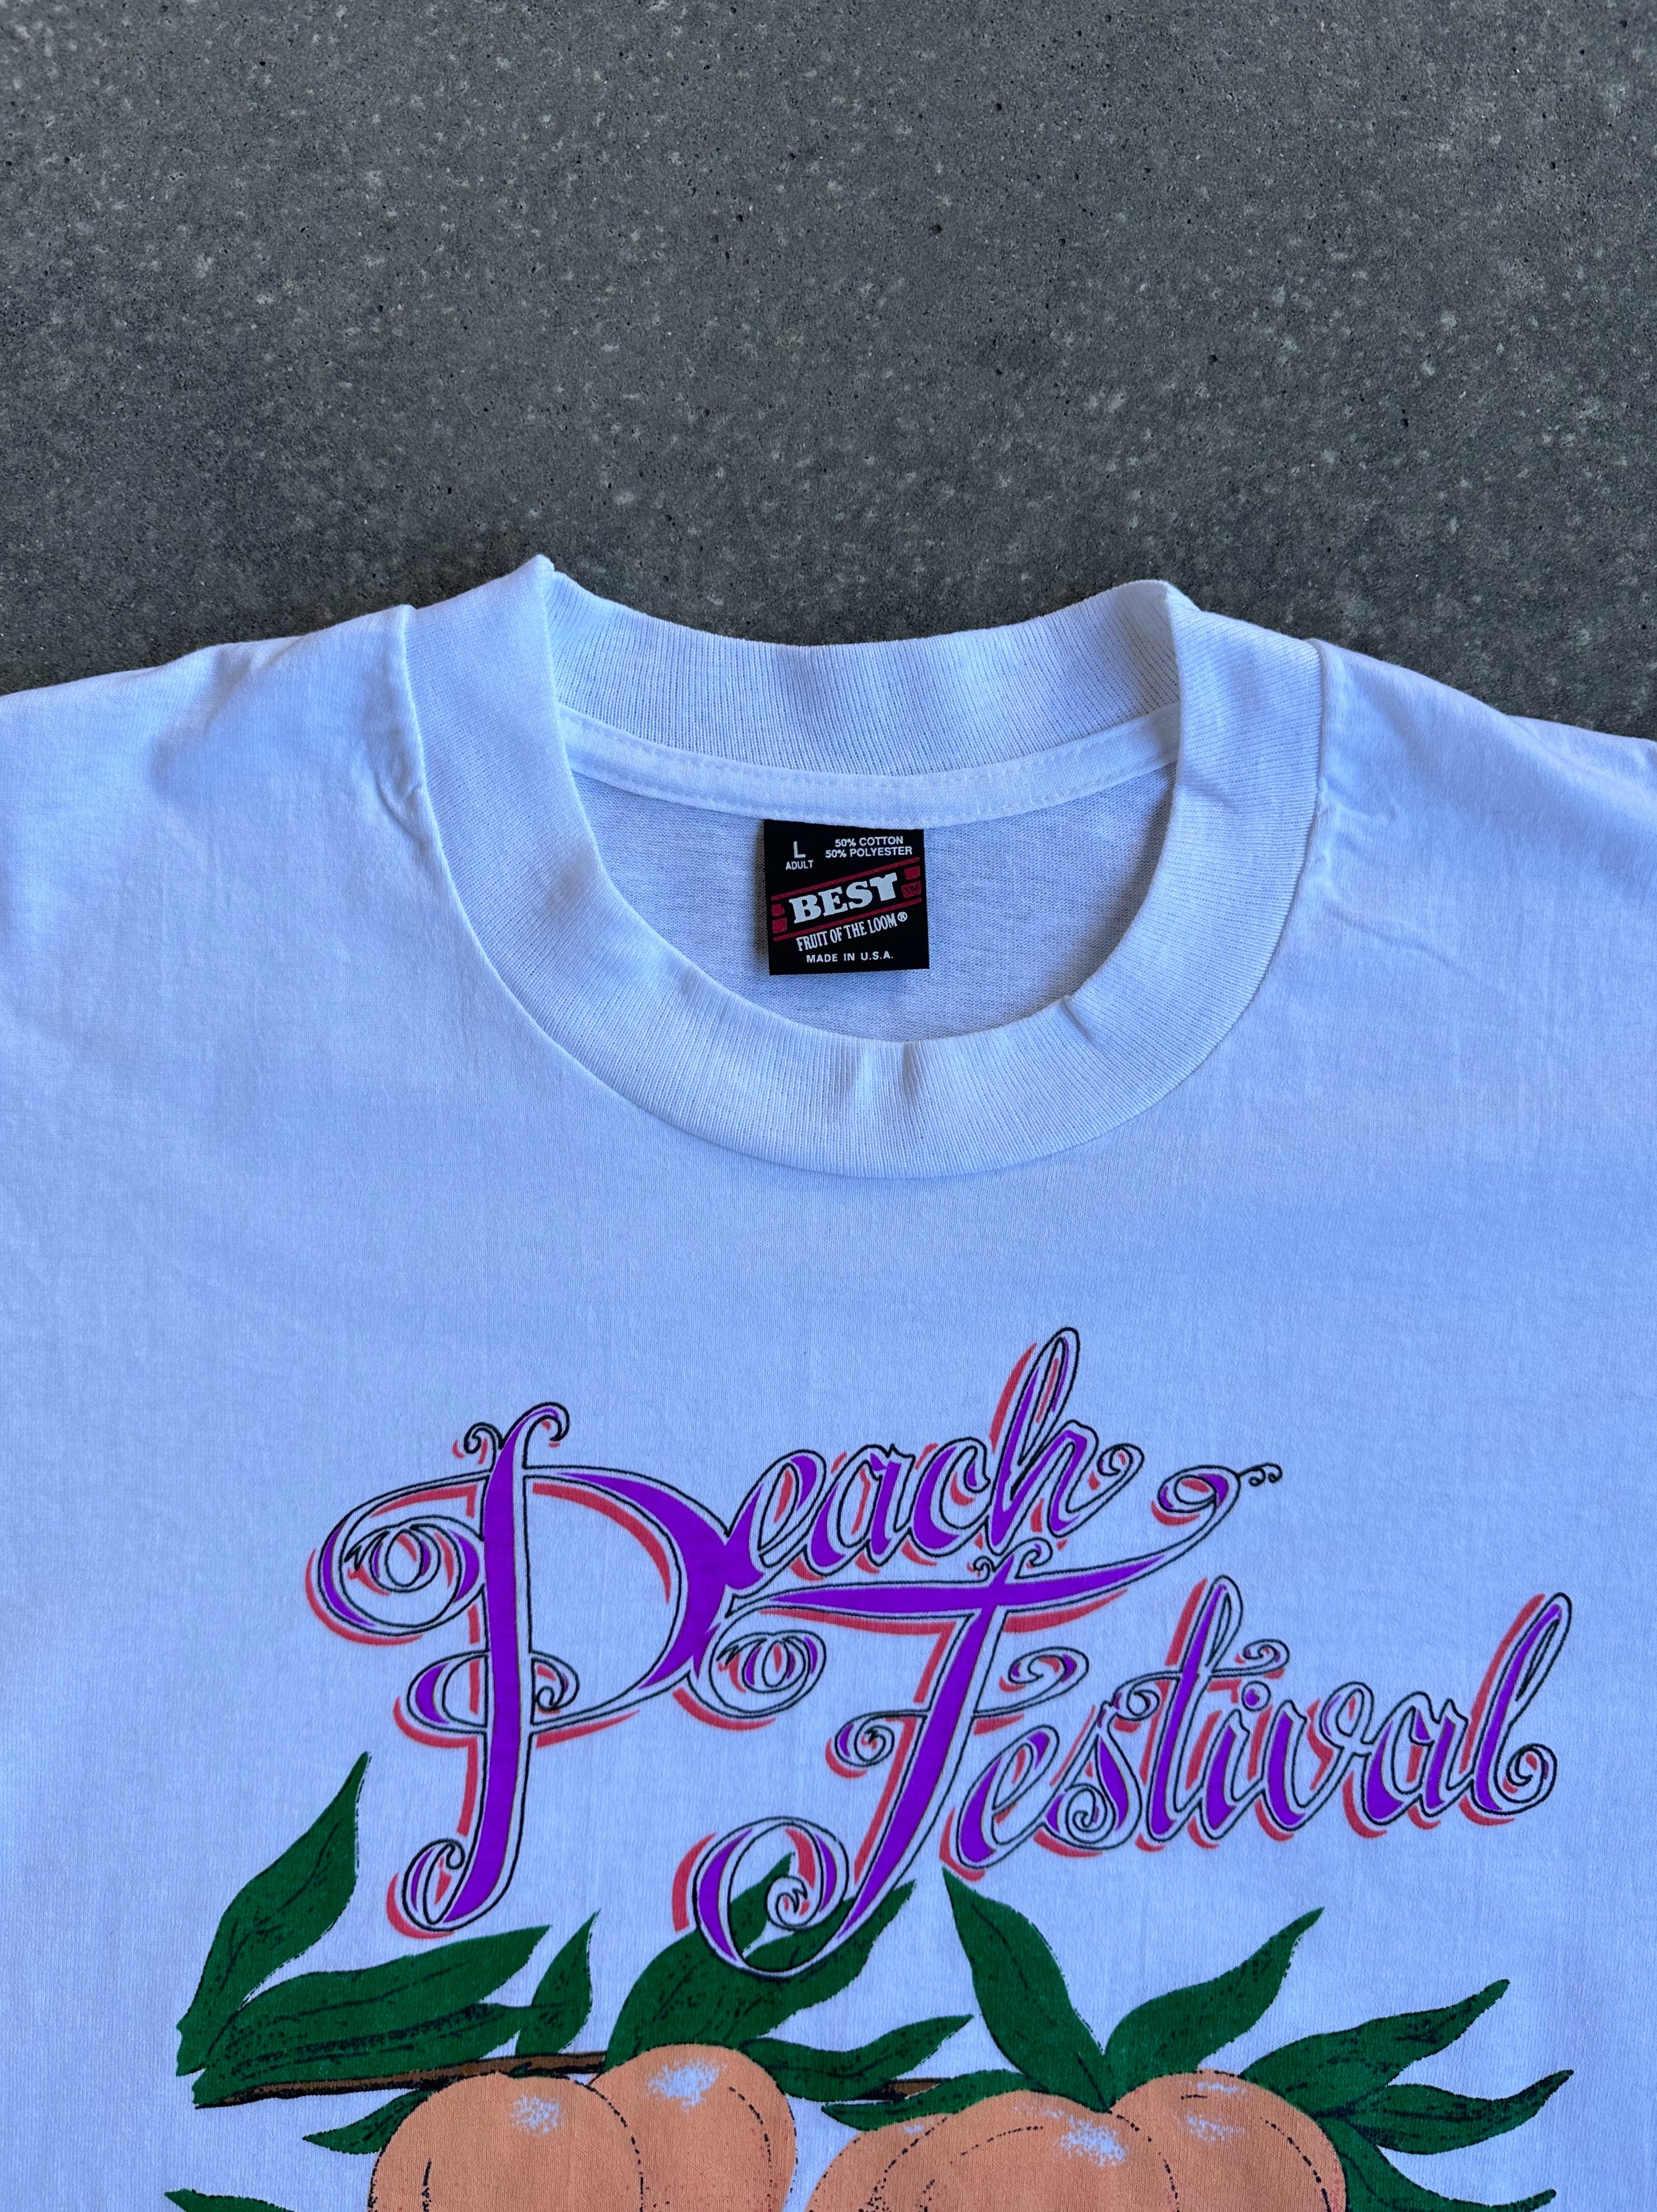 L
ADULT
50% COTTON
50% POLYESTER
BEST
FRUIT OF THE LOOM®
MADE IN U.S.A.
Peach
Festival